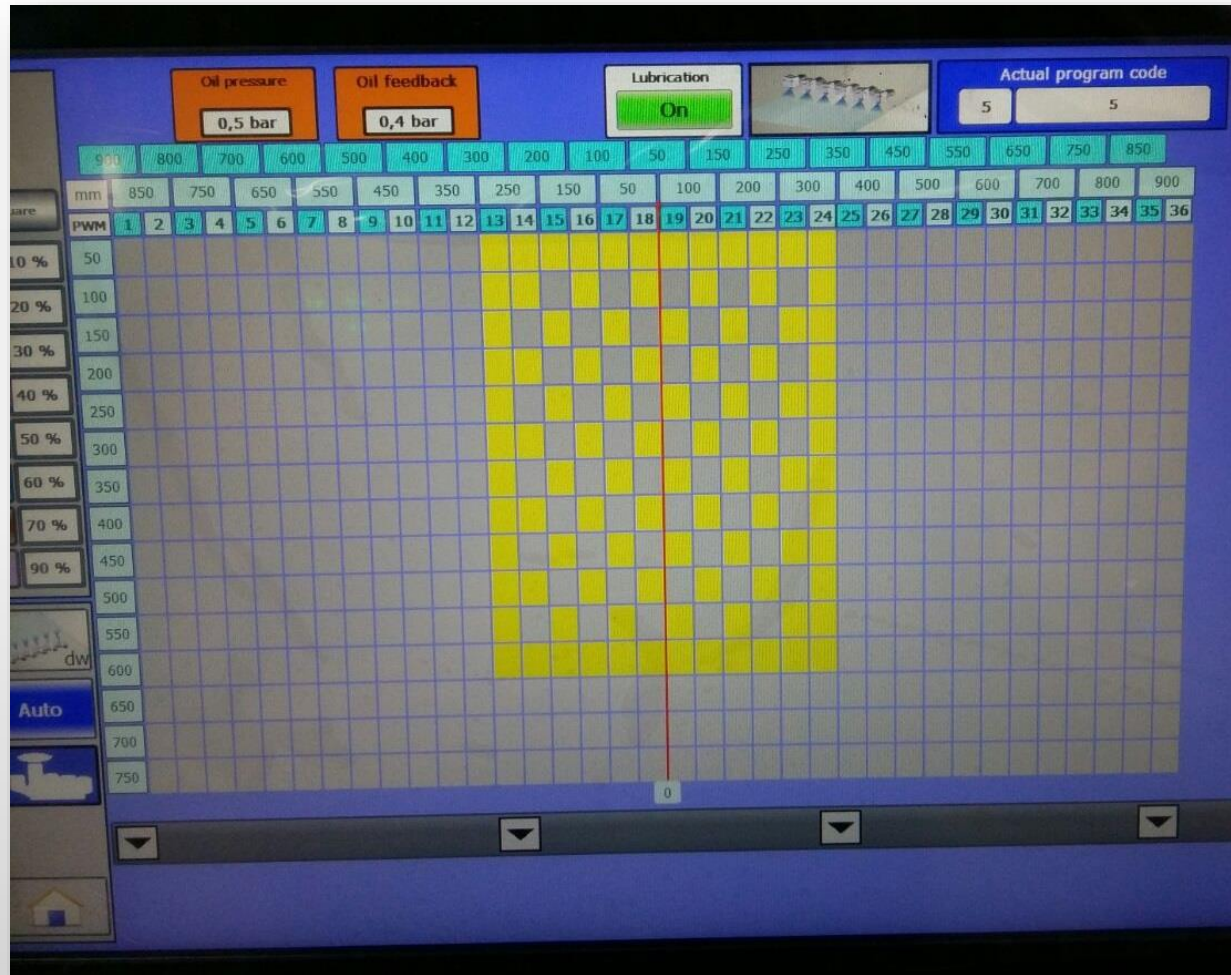 Oil pressure Oil feedback Lubrication Actual program code
0,5 bar 0,4 bar On 5 5
900 800 700 600 500 400 300 200 100 50 150 250 350 450 550 650 750 850
mm 850 750 650 550 450 350 250 150 50 100 200 300 400 500 600 700 800 900
PWM 1 2 3 4 5 6 7 8 9 10 11 12 13 14 15 16 17 18 19 20 21 22 23 24 25 26 27 28 29 30 31 32 33 34 35 36
10 % 50
20 % 100
30 % 150
40 % 200
50 % 250
60 % 300
70 % 350
90 % 400
450
500
550
dw 600
Auto 650
700
750
0